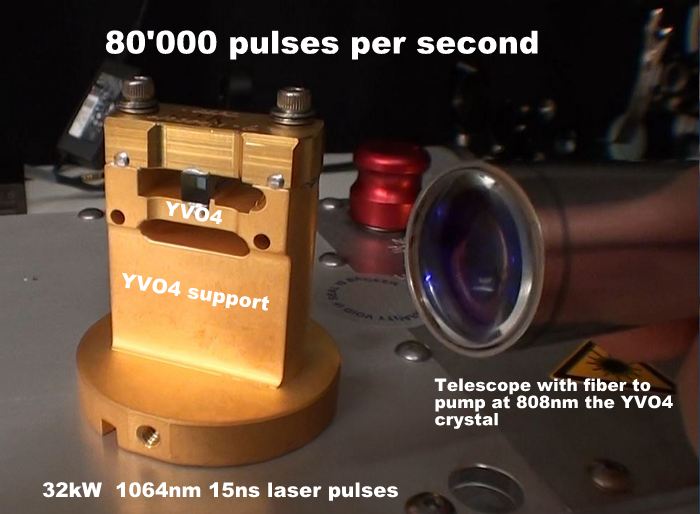 80'000 pulses per second
YVO4
YVO4 support
Telescope with fiber to
pump at 808nm the YVO4
crystal
32kW  1064nm 15ns laser pulses